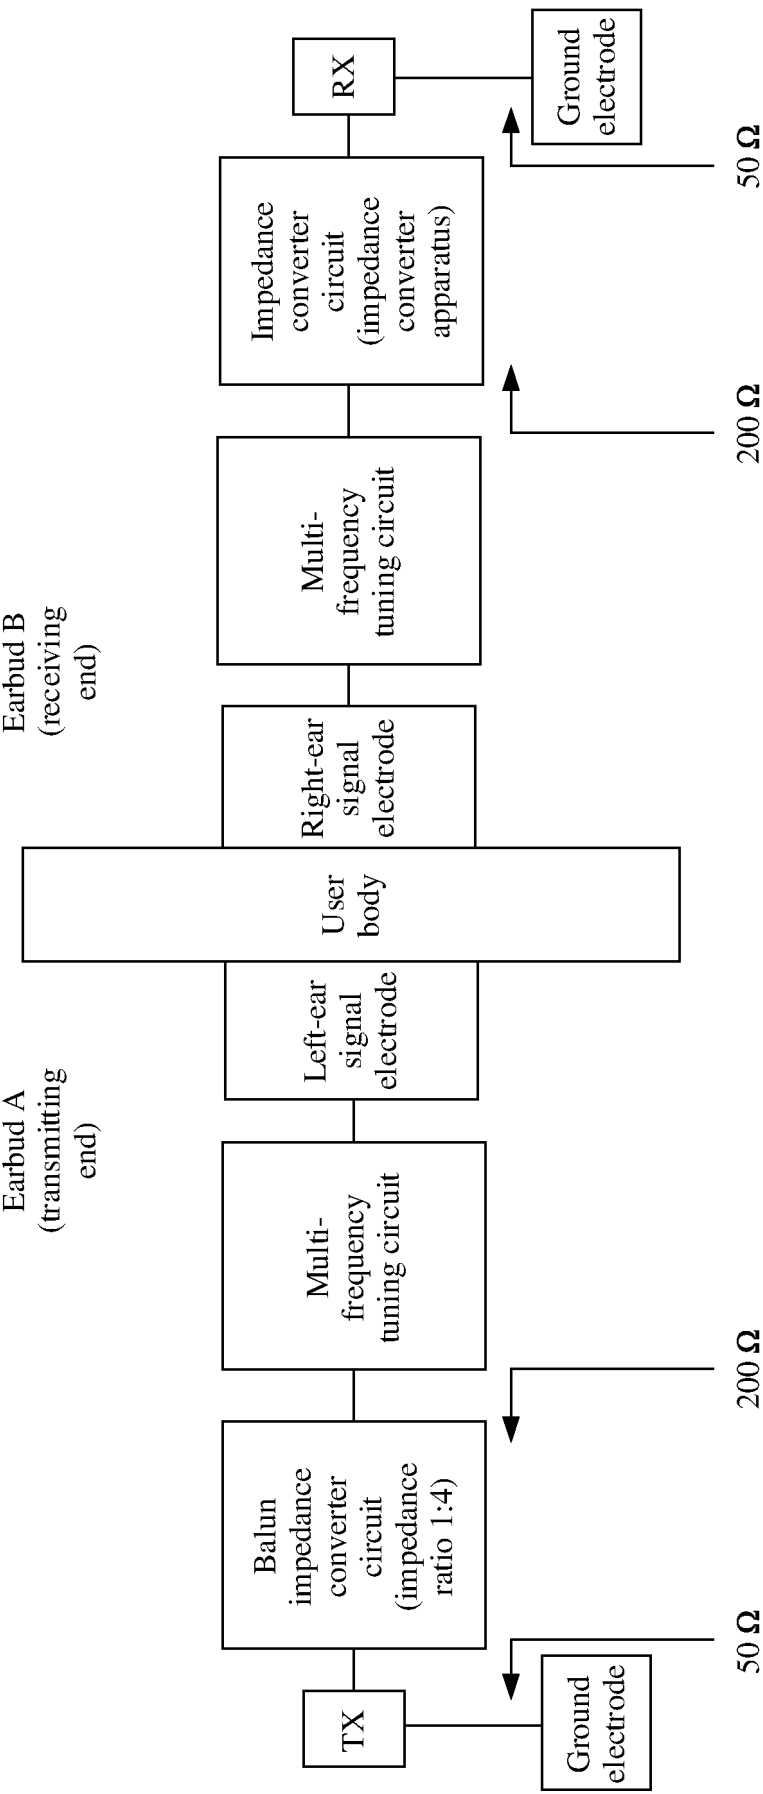 Earbud A
(transmitting
end)
Earbud B
(receiving
end)
TX
Ground
electrode
Balun
impedance
converter
circuit
(impedance
ratio 1:4)
Multi-
frequency
tuning circuit
Left-ear
signal
electrode
User
body
Right-ear
signal
electrode
Multi-
frequency
tuning circuit
Impedance
converter
circuit
(impedance
converter
apparatus)
RX
Ground
electrode
50 Ω
200 Ω
200 Ω
50 Ω